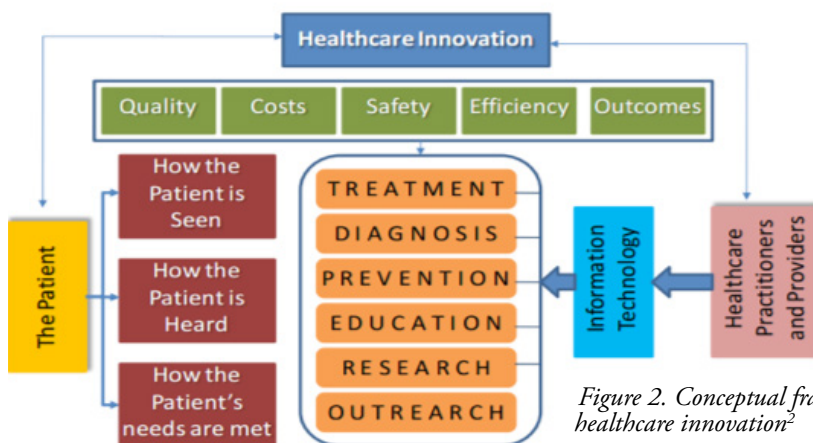 Healthcare Innovation
Quality
Costs
Safety
Efficiency
Outcomes
How the
Patient is
Seen
How the
Patient is
Heard
How the
Patient's
needs are met
The Patient
TREATMENT
DIAGNOSIS
PREVENTION
EDUCATION
RESEARCH
OUTREARCH
Information
Technology
Healthcare
Practitioners
and Providers
Figure 2. Conceptual fra
healthcare innovation²